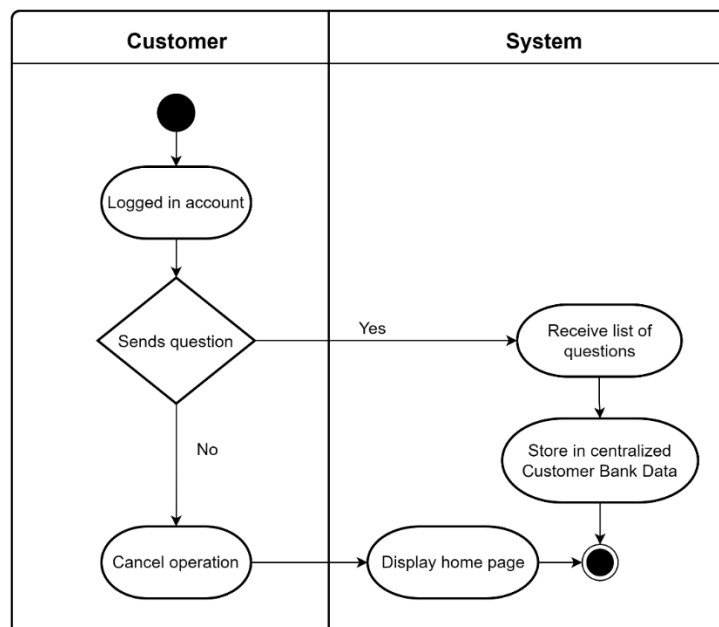 Customer
System
Logged in account
Sends question
Yes
Receive list of
questions
No
Store in centralized
Customer Bank Data
Cancel operation
Display home page